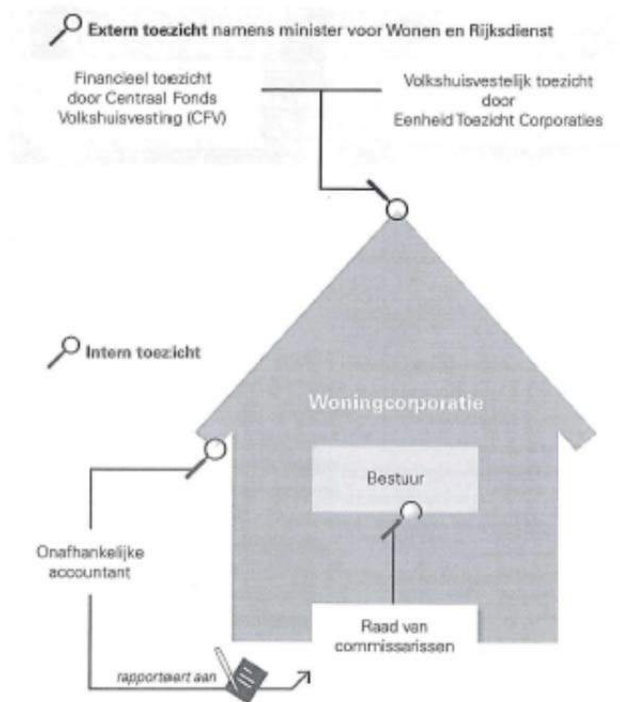 Extern toezicht namens minister voor Wonen en Rijksdienst
Financieel toezicht
door Centraal Fonds
Volkshuisvesting (CFV)
Volkshuisvestelijk toezicht
door
Eenheid Toezicht Corporaties
Intern toezicht
Woningcorporatie
Bestuur
Onafhankelijke
accountant
Raad van
commissarissen
rapporteert aan